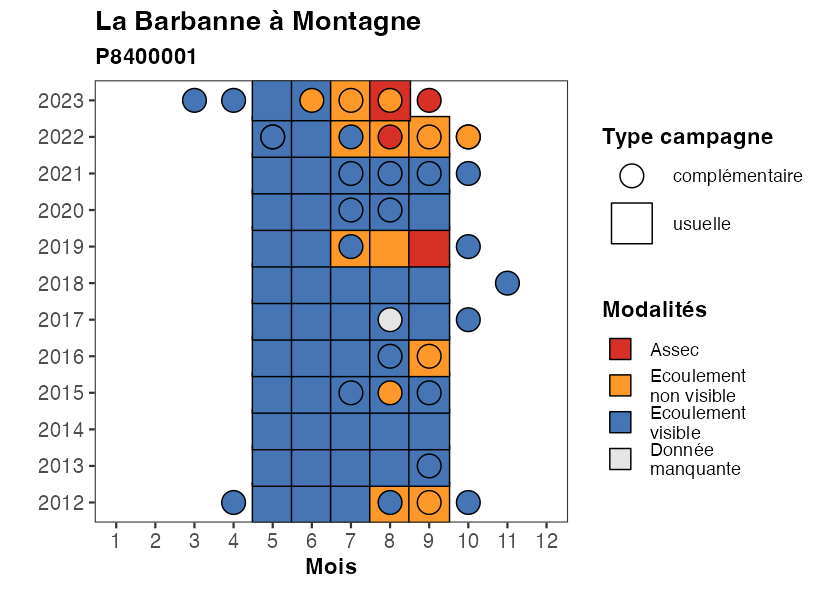 La Barbanne à Montagne
P8400001
2023
2022
2021
2020
2019
2018
2017
2016
2015
2014
2013
2012
1 2 3 4 5 6 7 8 9 10 11 12
Mois
Type campagne
complémentaire
usuelle
Modalités
Assec
Ecoulement
non visible
Ecoulement
visible
Donnée
manquante